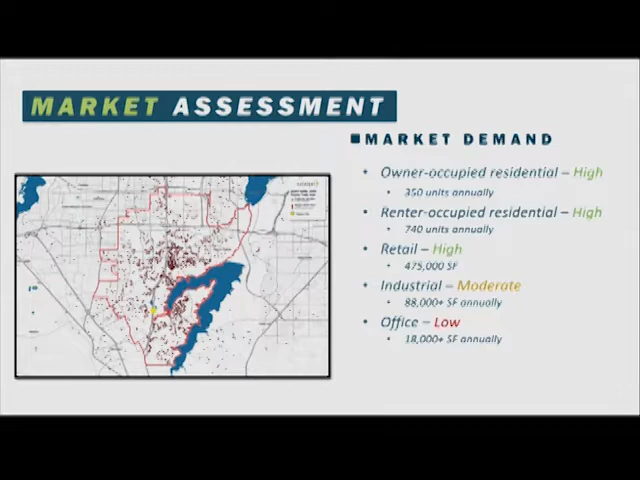 MARKET ASSESSMENT
MARKET DEMAND
• Owner-occupied residential – High
• 350 units annually
• Renter-occupied residential – High
• 740 units annually
• Retail – High
• 475,000 SF
• Industrial – Moderate
• 88,000+ SF annually
• Office – Low
• 18,000+ SF annually